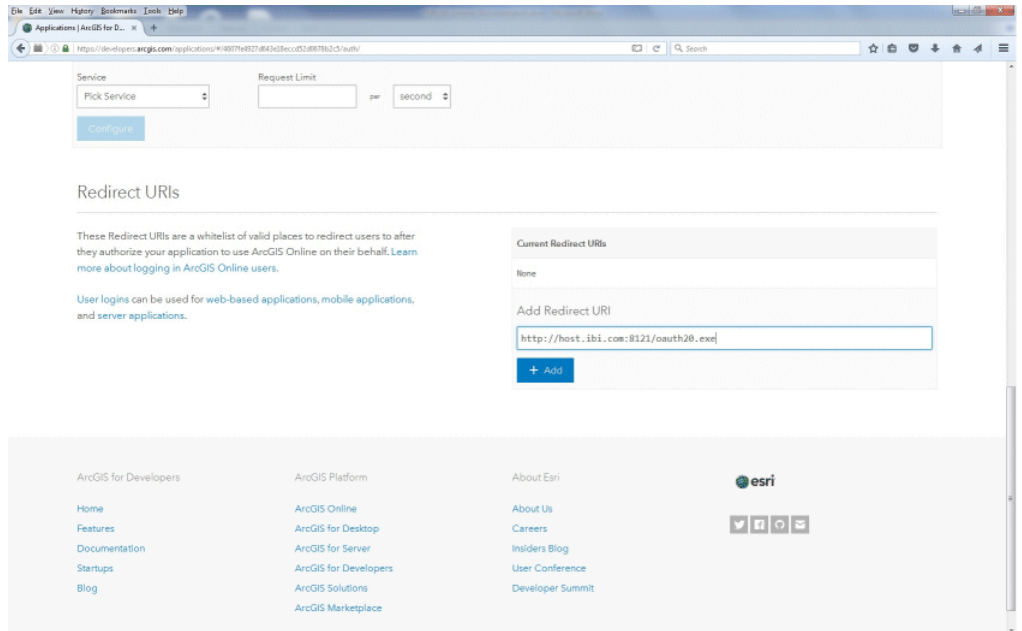 File Edit View History Bookmarks Tools Help
Applications | ArcGIS for D... × +
developers.arcgis.com/applications/ Search
Service Request Limit
Pick Service per second
Configure
Redirect URIs
These Redirect URIs are a whitelist of valid places to redirect users to after
they authorize your application to use ArcGIS Online on their behalf. Learn
more about logging in ArcGIS Online users.
User logins can be used for web-based applications, mobile applications,
and server applications.
Current Redirect URIs
None
Add Redirect URI
http://host.ibi.com:8121/oauth20.exe
+ Add
ArcGIS for Developers
Home
Features
Documentation
Startups
Blog
ArcGIS Platform
ArcGIS Online
ArcGIS for Desktop
ArcGIS for Server
ArcGIS for Developers
ArcGIS Solutions
ArcGIS Marketplace
About Esri
About Us
Careers
Insiders Blog
User Conference
Developer Summit
esri